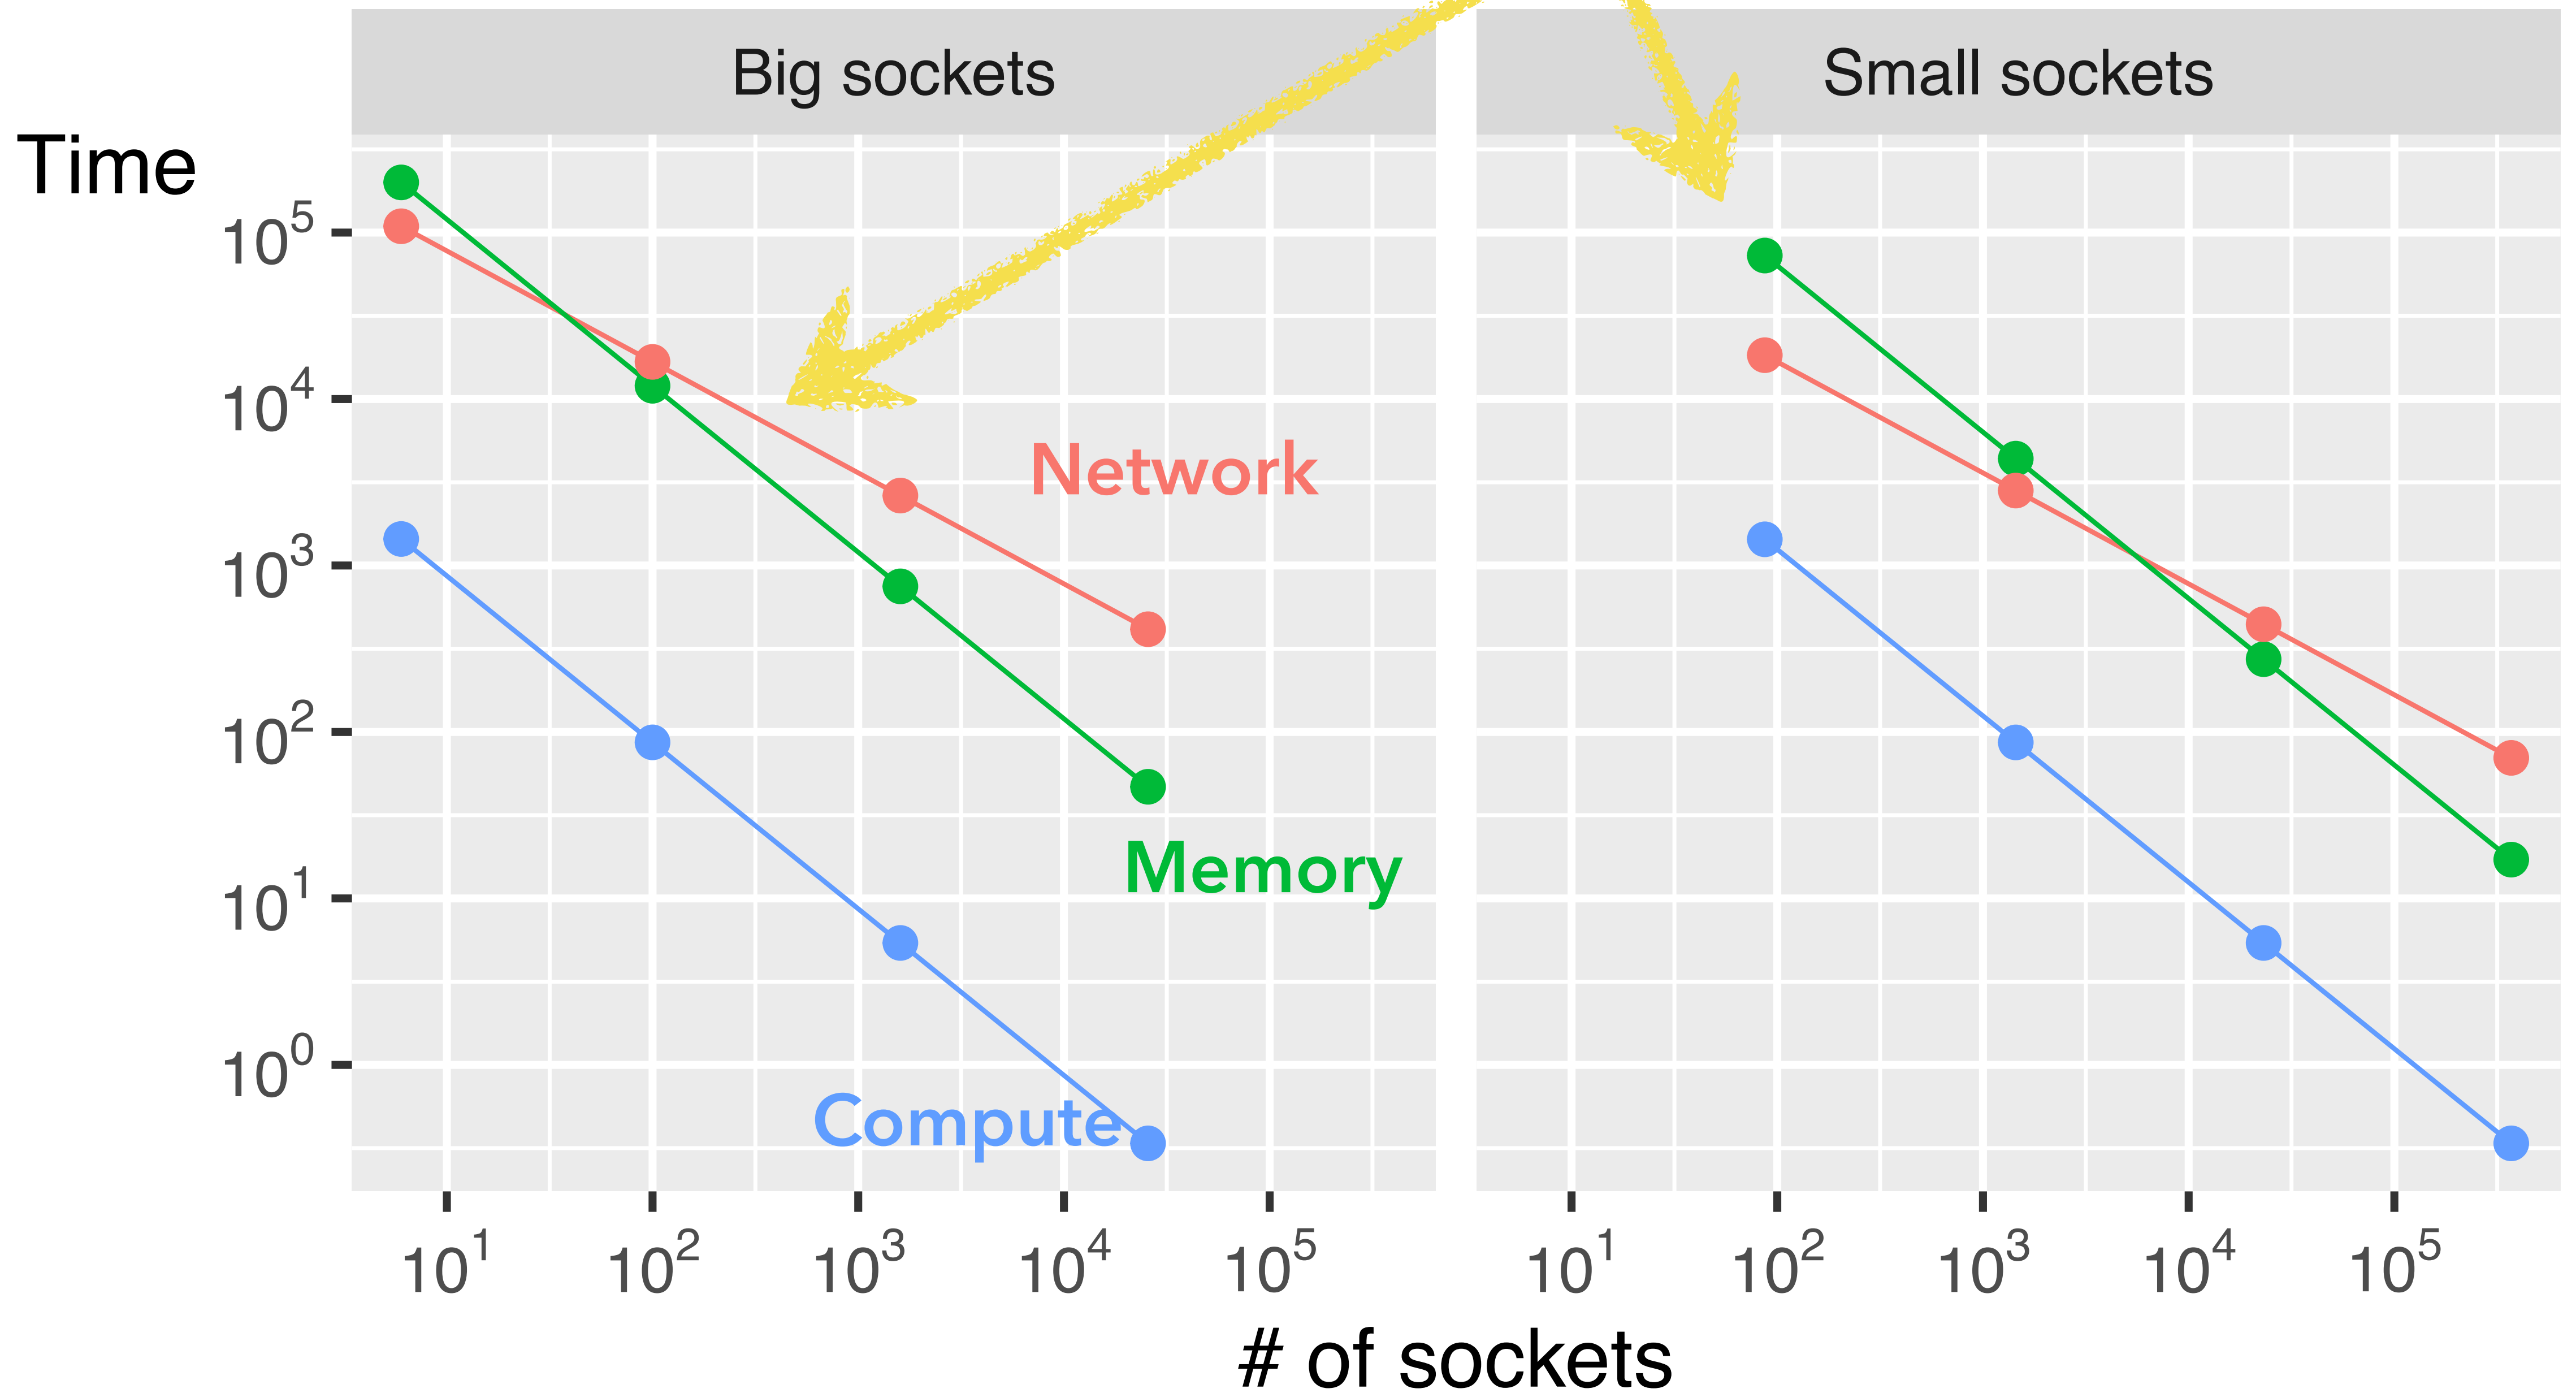 Big sockets
Small sockets
Time
10^5
10^4
10^3
10^2
10^1
10^0
Network
Memory
Compute
10^1 10^2 10^3 10^4 10^5
10^1 10^2 10^3 10^4 10^5
# of sockets